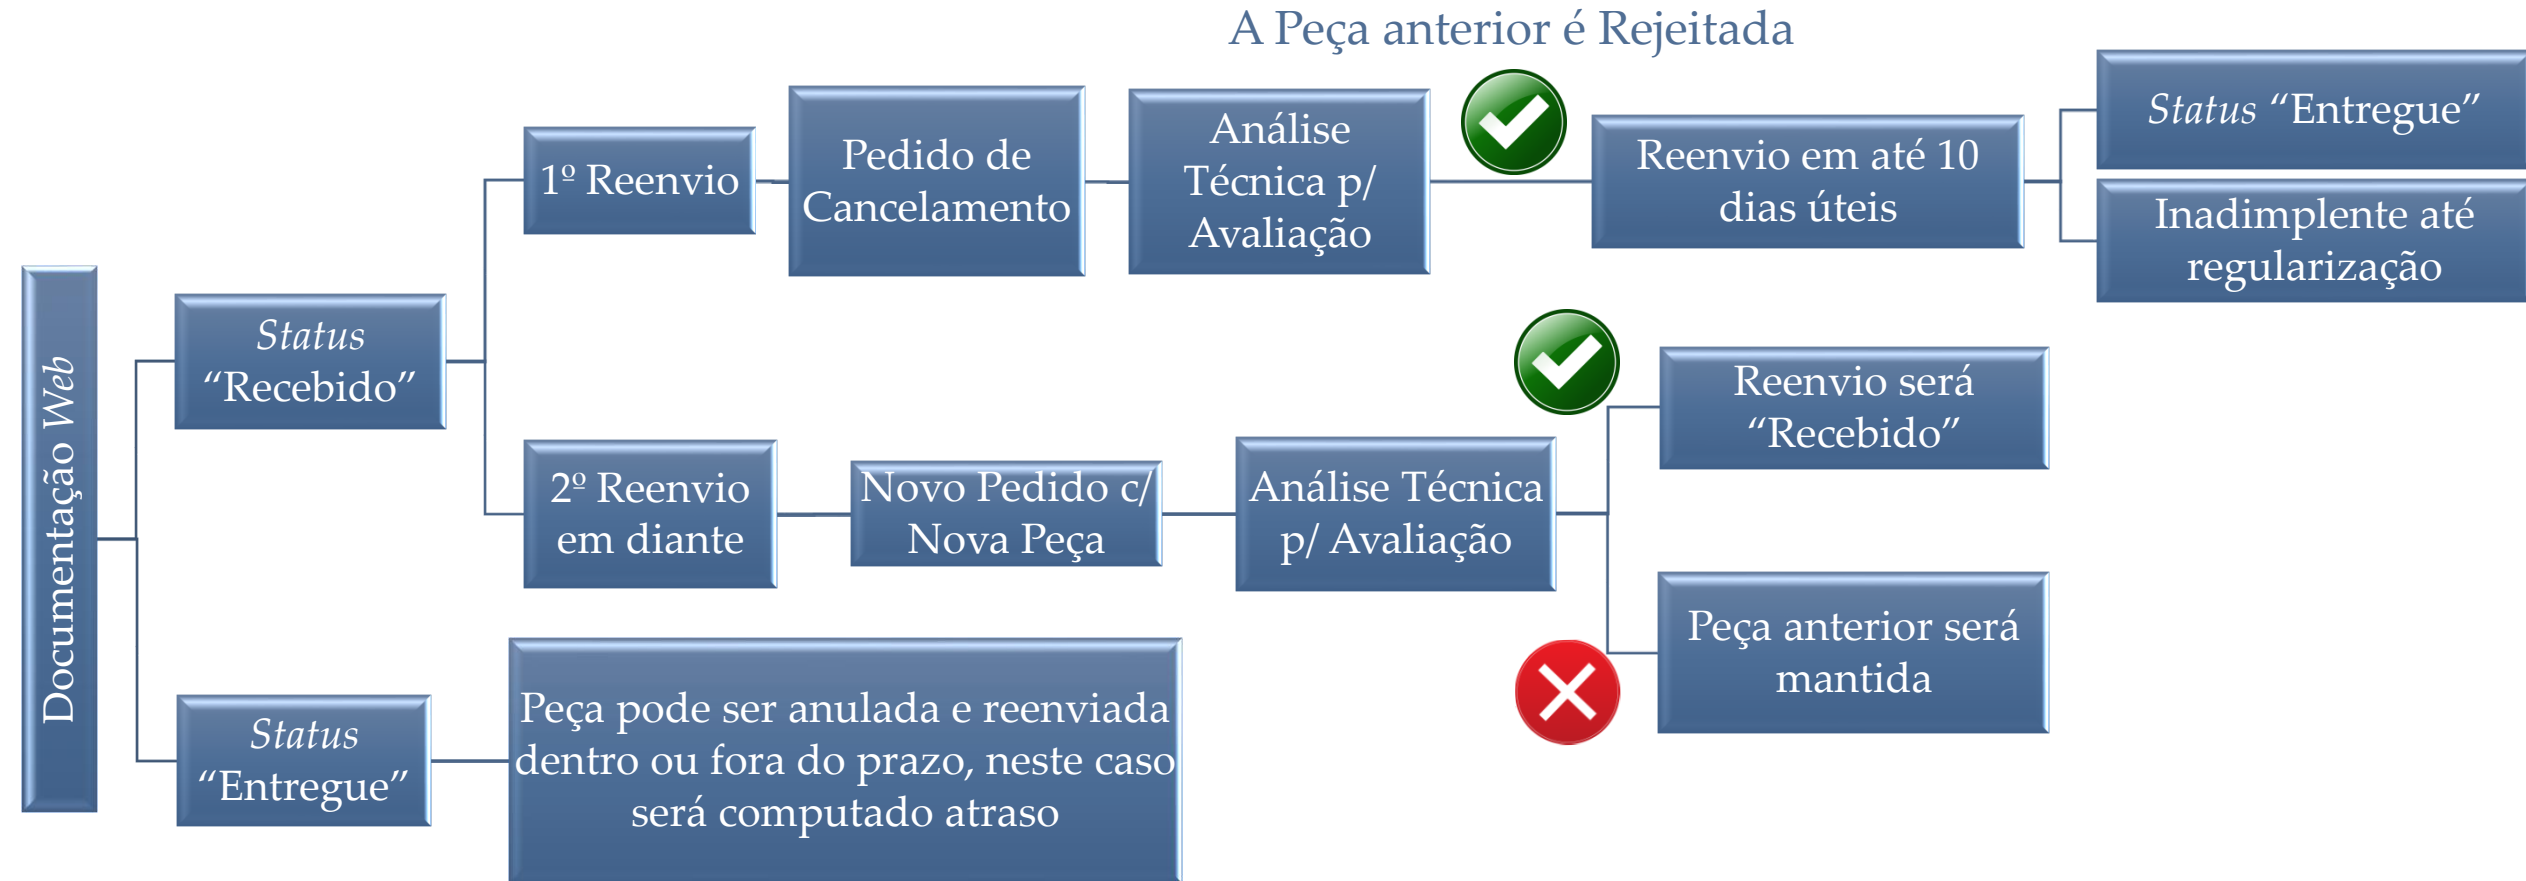 A Peça anterior é Rejeitada
Documentação Web
Status
“Recebido”
1º Reenvio
Pedido de
Cancelamento
Análise
Técnica p/
Avaliação
Reenvio em até 10
dias úteis
Status “Entregue”
Inadimplente até
regularização
2º Reenvio
em diante
Novo Pedido c/
Nova Peça
Análise Técnica
p/ Avaliação
Reenvio será
“Recebido”
Peça anterior será
mantida
Status
“Entregue”
Peça pode ser anulada e reenviada
dentro ou fora do prazo, neste caso
será computado atraso